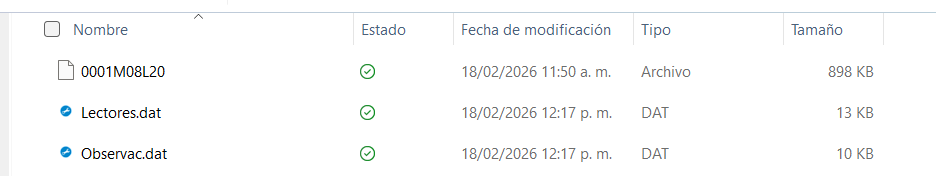 Nombre Estado Fecha de modificación Tipo Tamaño
0001M08L20 18/02/2026 11:50 a. m. Archivo 898 KB
Lectores.dat 18/02/2026 12:17 p. m. DAT 13 KB
Observac.dat 18/02/2026 12:17 p. m. DAT 10 KB